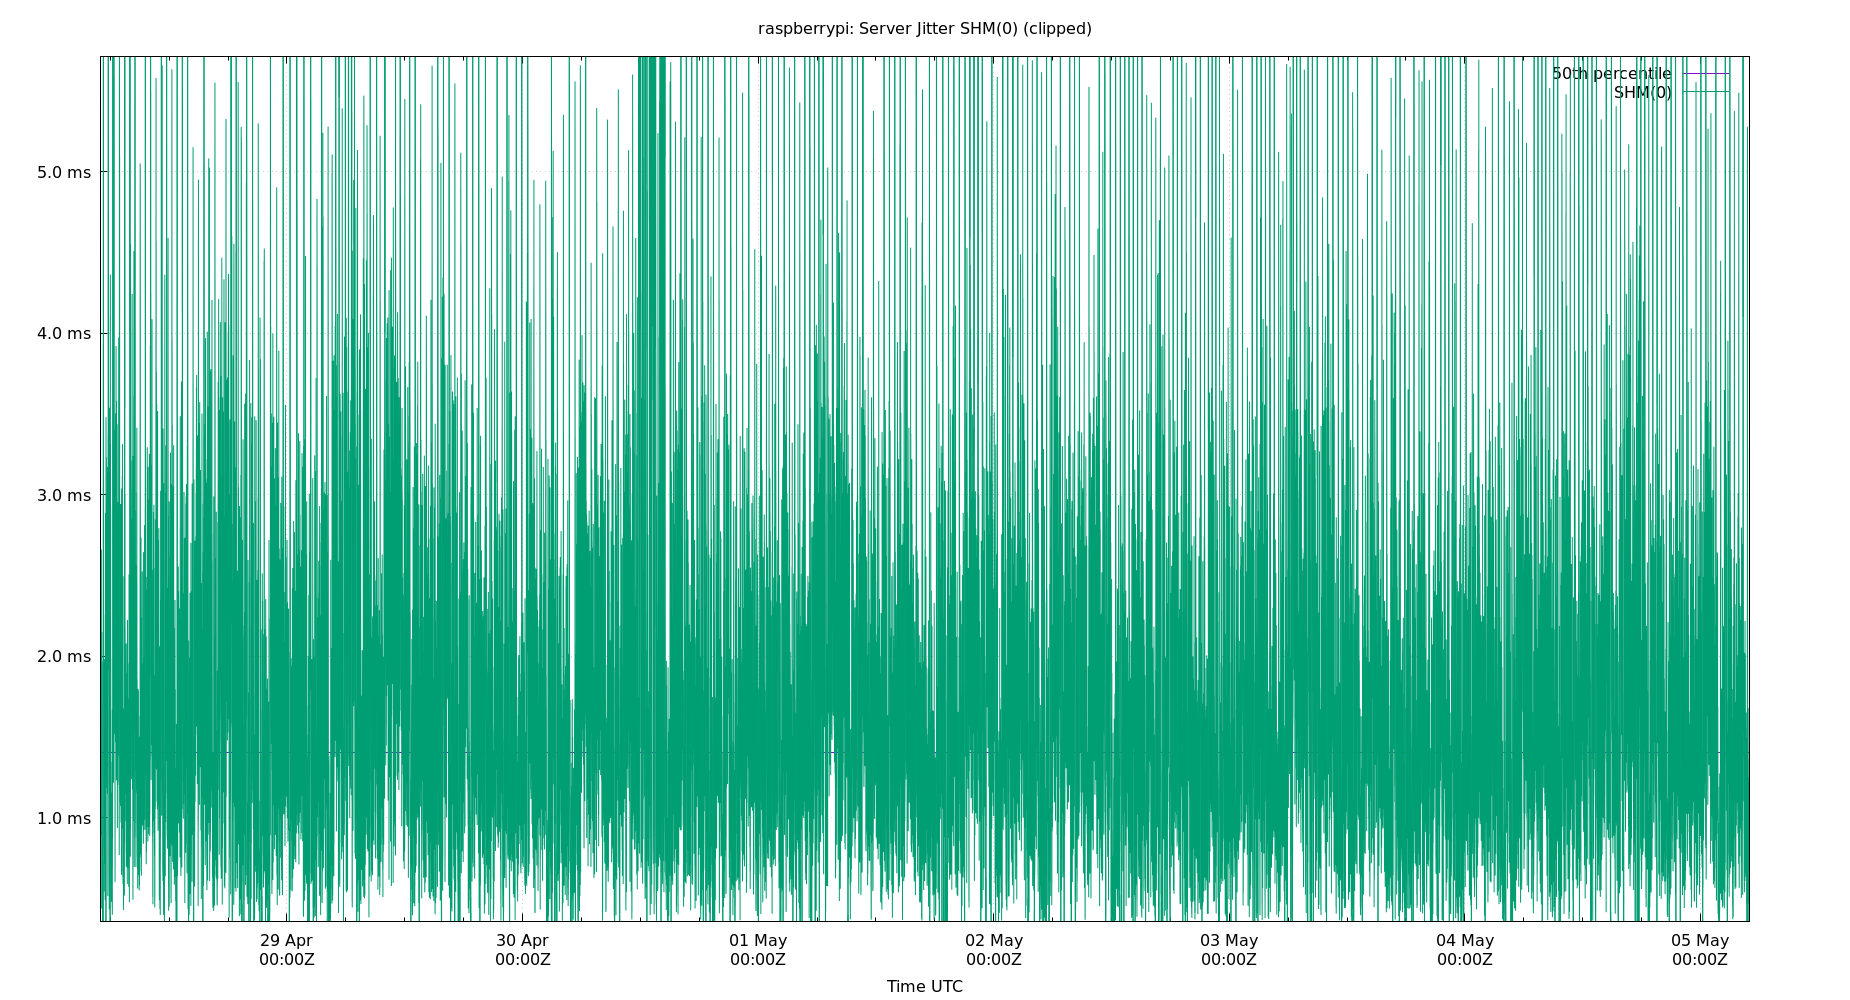 raspberrypi: Server Jitter SHM(0) (clipped)
50th percentile
SHM(0)
5.0 ms
4.0 ms
3.0 ms
2.0 ms
1.0 ms
29 Apr 30 Apr 01 May 02 May 03 May 04 May 05 May
00:00Z 00:00Z 00:00Z 00:00Z 00:00Z 00:00Z 00:00Z
Time UTC